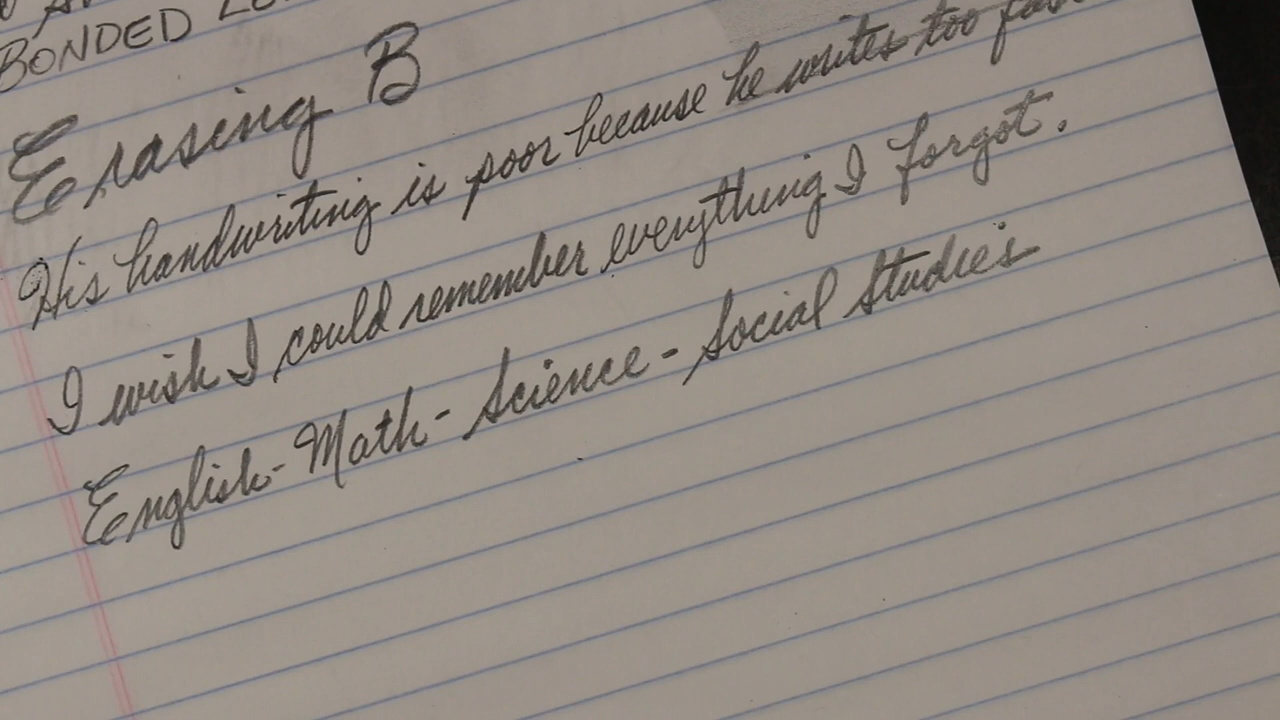 BONDED
Erasing B
His handwriting is poor because he writes too
I wish I could remember everything I forgot.
English - Math - Science - Social Studies